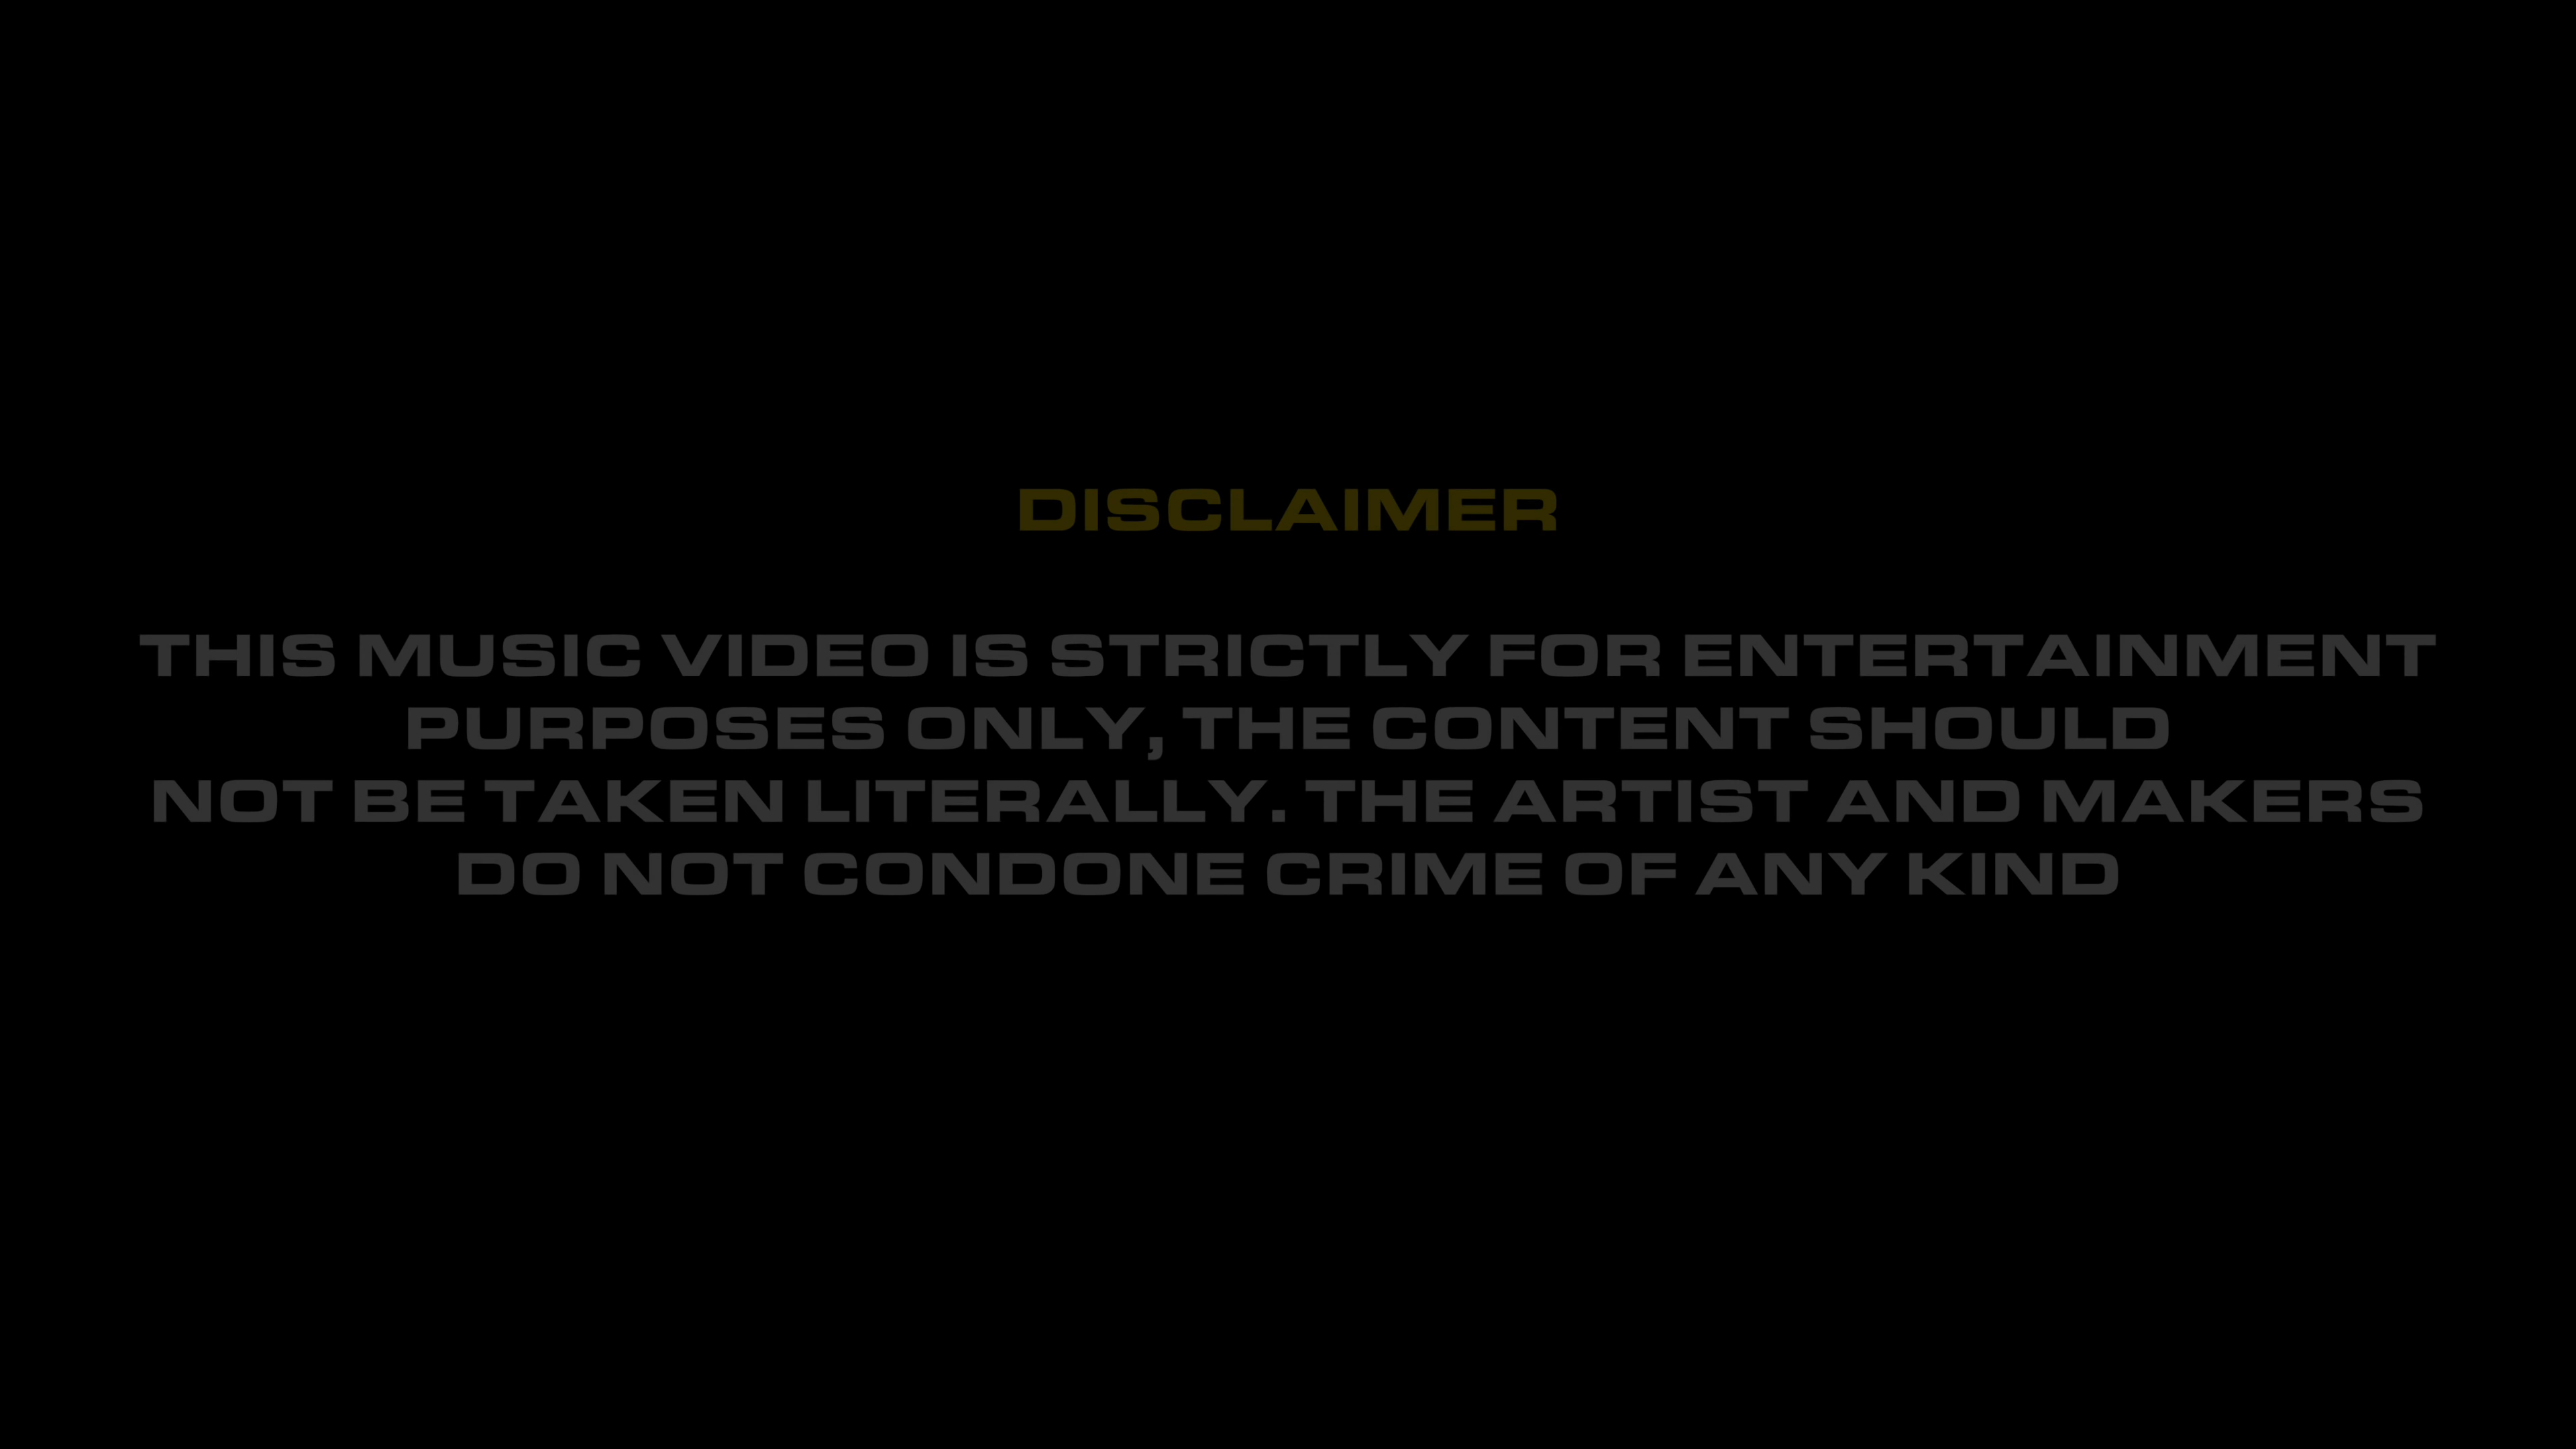 DISCLAIMER
THIS MUSIC VIDEO IS STRICTLY FOR ENTERTAINMENT
PURPOSES ONLY, THE CONTENT SHOULD
NOT BE TAKEN LITERALLY. THE ARTIST AND MAKERS
DO NOT CONDONE CRIME OF ANY KIND